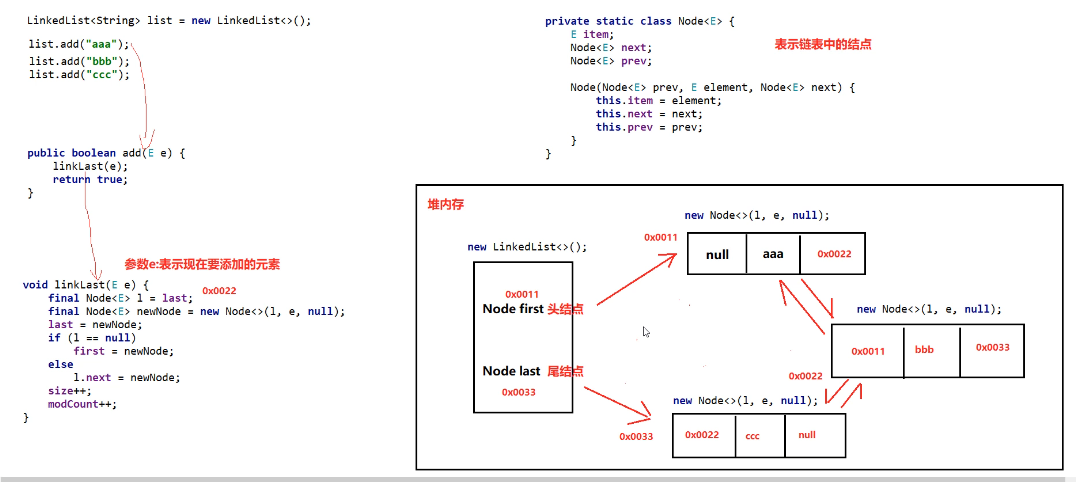 LinkedList<String> list = new LinkedList<>();
list.add("aaa");
list.add("bbb");
list.add("ccc");
public boolean add(E e) {
linkLast(e);
return true;
}
参数e:表示现在要添加的元素
void linkLast(E e) {
0x0022
final Node<E> l = last;
final Node<E> newNode = new Node<>(l, e, null);
last = newNode;
if (l == null)
first = newNode;
else
l.next = newNode;
size++;
modCount++;
}
private static class Node<E> {
E item;
Node<E> next;
Node<E> prev;
表示链表中的结点
Node(Node<E> prev, E element, Node<E> next) {
this.item = element;
this.next = next;
this.prev = prev;
}
}
堆内存
new LinkedList<>();
0x0011
Node first 头结点
Node last 尾结点
0x0033
new Node<>(l, e, null);
0x0011
null aaa 0x0022
new Node<>(l, e, null);
0x0011 bbb 0x0033
0x0022
new Node<>(l, e, null);
0x0033
0x0022 ccc null